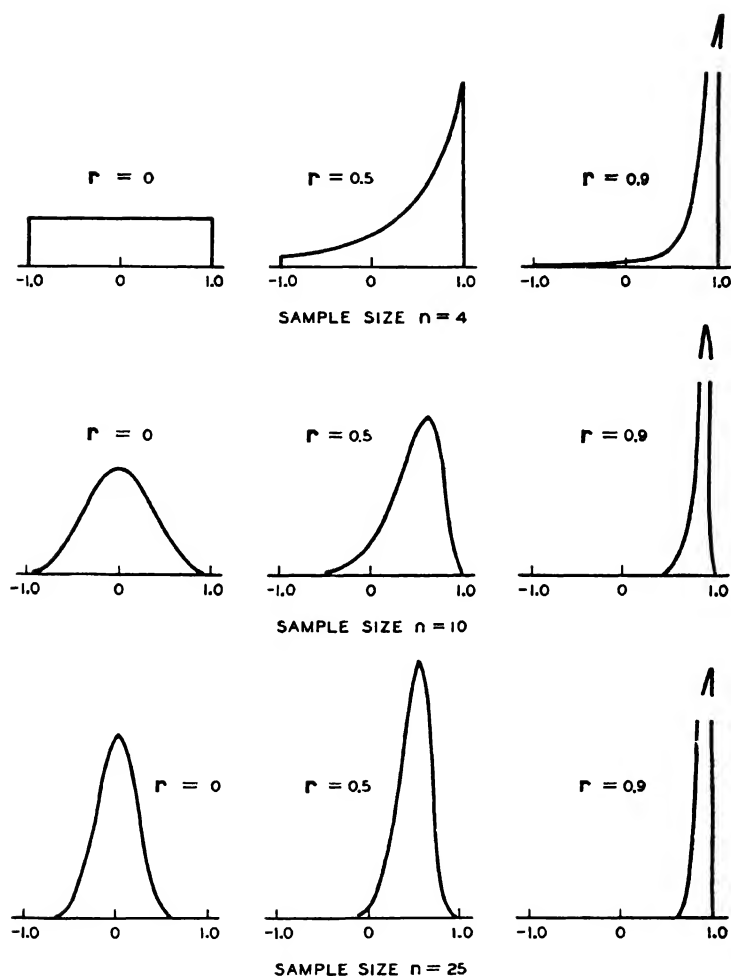 r = 0 r = 0.5 r = 0.9
-1.0 0 1.0 -1.0 0 1.0 -1.0 0 1.0
SAMPLE SIZE n = 4
r = 0 r = 0.5 r = 0.9
-1.0 0 1.0 -1.0 0 1.0 -1.0 0 1.0
SAMPLE SIZE n = 10
r = 0 r = 0.5 r = 0.9
-1.0 0 1.0 -1.0 0 1.0 -1.0 0 1.0
SAMPLE SIZE n = 25